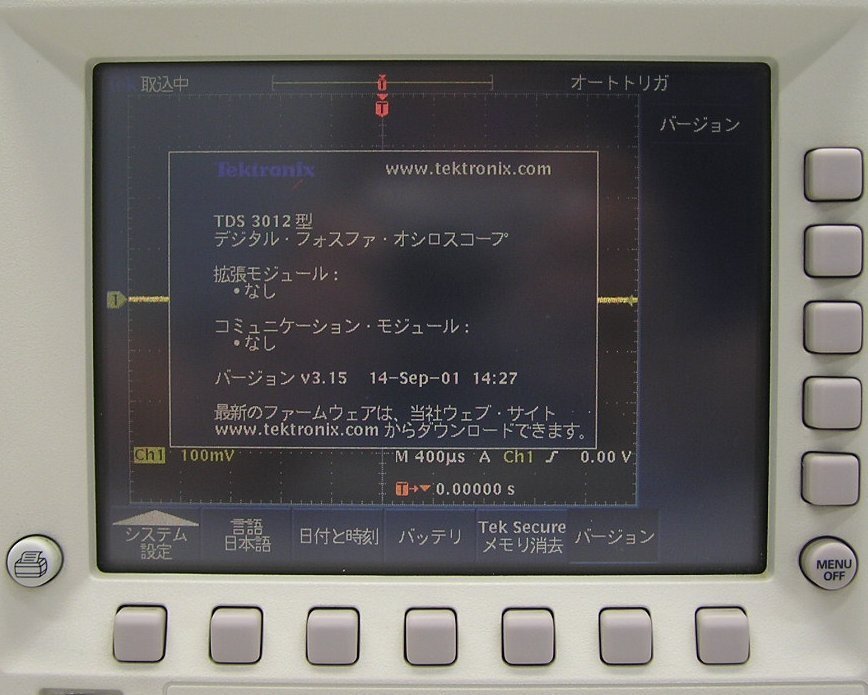 Tek 取込中
オートトリガ
T
T
バージョン
Tektronix www.tektronix.com
TDS 3012 型
デジタル・フォスファ・オシロスコープ
拡張モジュール：
・なし
1
コミュニケーション・モジュール：
・なし
バージョン v3.15 14-Sep-01 14:27
最新のファームウェアは、当社ウェブ・サイト
www.tektronix.com からダウンロードできます。
Ch1 100mV M 400µs A Ch1 0.00 V
T 0.00000 s
システム
設定
言語
日本語
日付と時刻
バッテリ
Tek Secure
メモリ消去
バージョン
MENU
OFF